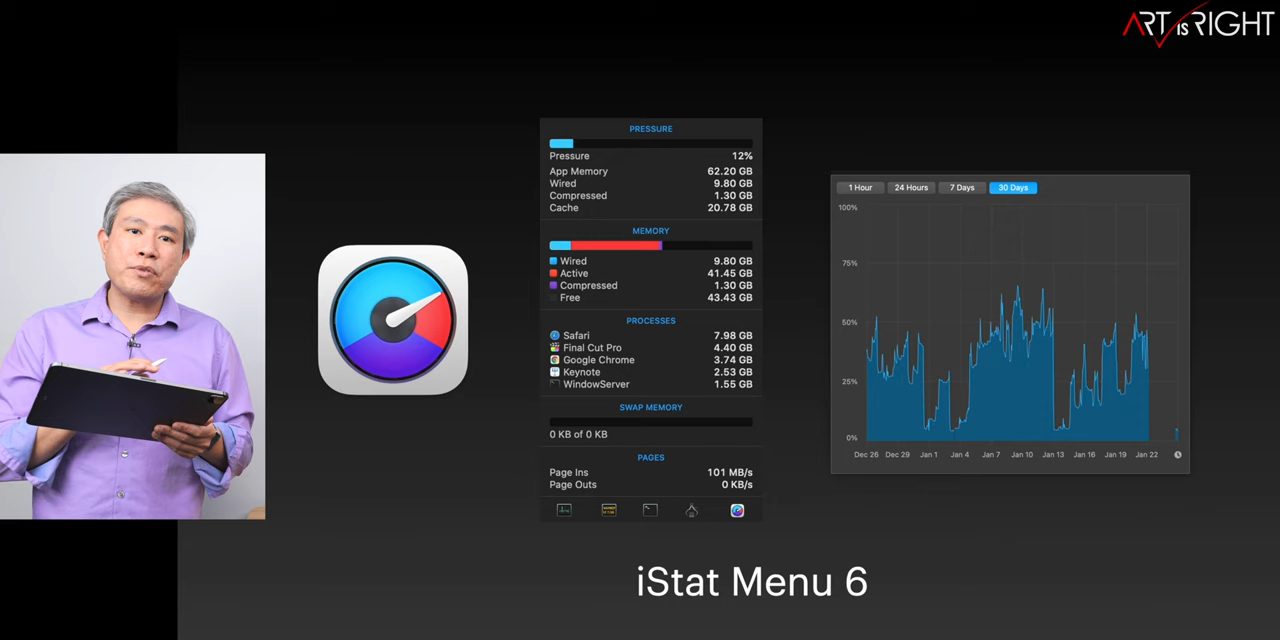 ART IS RIGHT
PRESSURE
Pressure 12%
App Memory 62.20 GB
Wired 9.80 GB
Compressed 1.30 GB
Cache 20.78 GB
MEMORY
Wired 9.80 GB
Active 41.45 GB
Compressed 1.30 GB
Free 43.43 GB
PROCESSES
Safari 7.98 GB
Final Cut Pro 4.40 GB
Google Chrome 3.74 GB
Keynote 2.53 GB
WindowServer 1.55 GB
SWAP MEMORY
0 KB of 0 KB
PAGES
Page Ins 101 MB/s
Page Outs 0 KB/s
1 Hour 24 Hours 7 Days 30 Days
100%
75%
50%
25%
0%
Dec 26 Dec 29 Jan 1 Jan 4 Jan 7 Jan 10 Jan 13 Jan 16 Jan 19 Jan 22
iStat Menu 6